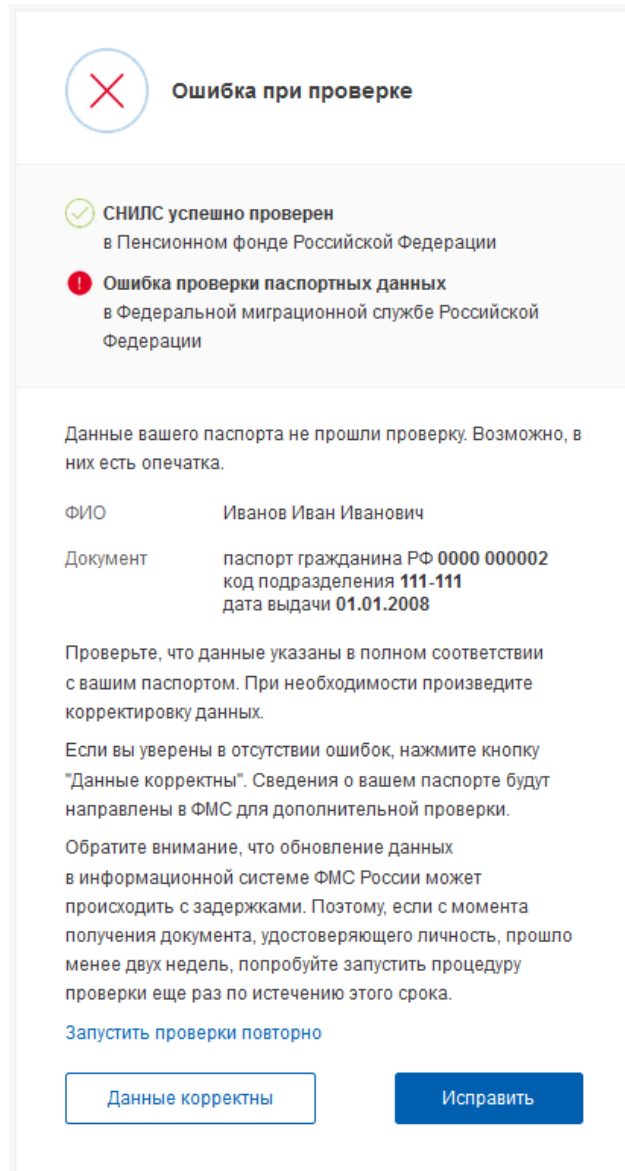 Ошибка при проверке
СНИЛС успешно проверен
в Пенсионном фонде Российской Федерации
Ошибка проверки паспортных данных
в Федеральной миграционной службе Российской
Федерации
Данные вашего паспорта не прошли проверку. Возможно, в
них есть опечатка.
ФИО Иванов Иван Иванович
Документ паспорт гражданина РФ 0000 000002
код подразделения 111-111
дата выдачи 01.01.2008
Проверьте, что данные указаны в полном соответствии
с вашим паспортом. При необходимости произведите
корректировку данных.
Если вы уверены в отсутствии ошибок, нажмите кнопку
"Данные корректны". Сведения о вашем паспорте будут
направлены в ФМС для дополнительной проверки.
Обратите внимание, что обновление данных
в информационной системе ФМС России может
происходить с задержками. Поэтому, если с момента
получения документа, удостоверяющего личность, прошло
менее двух недель, попробуйте запустить процедуру
проверки еще раз по истечению этого срока.
Запустить проверки повторно
Данные корректны Исправить